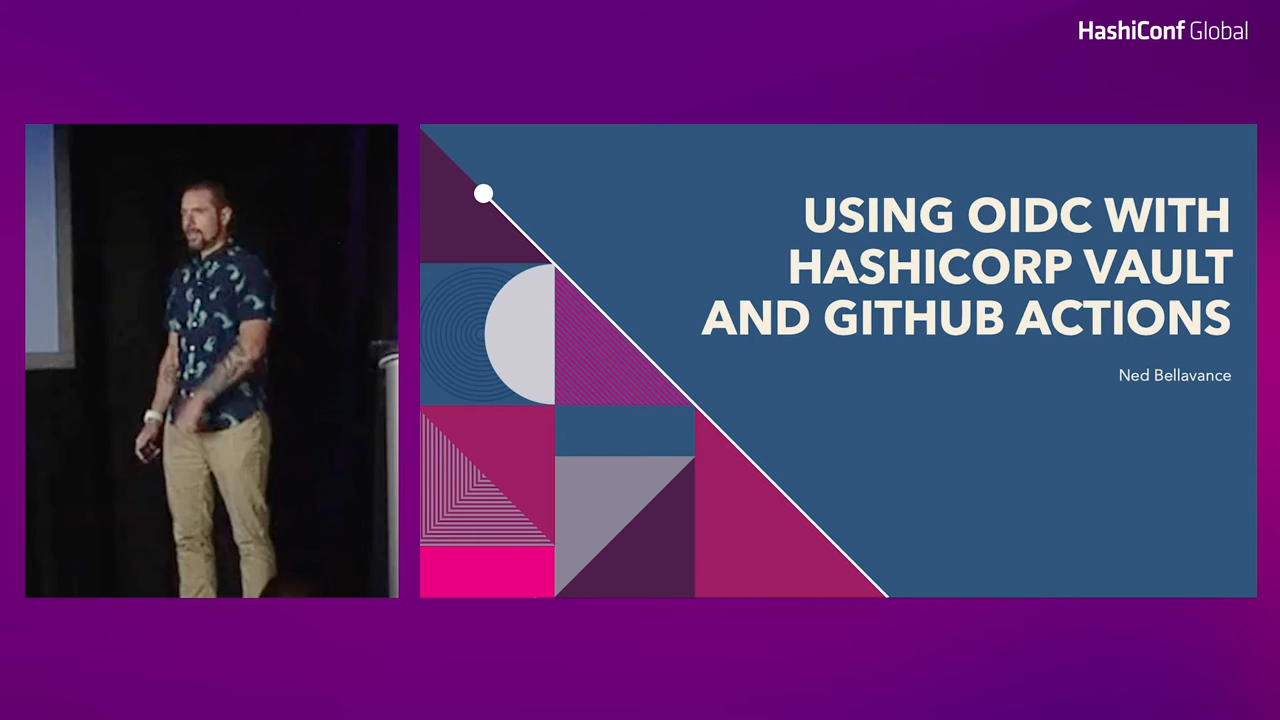 HashiConf Global
USING OIDC WITH
HASHICORP VAULT
AND GITHUB ACTIONS
Ned Bellavance